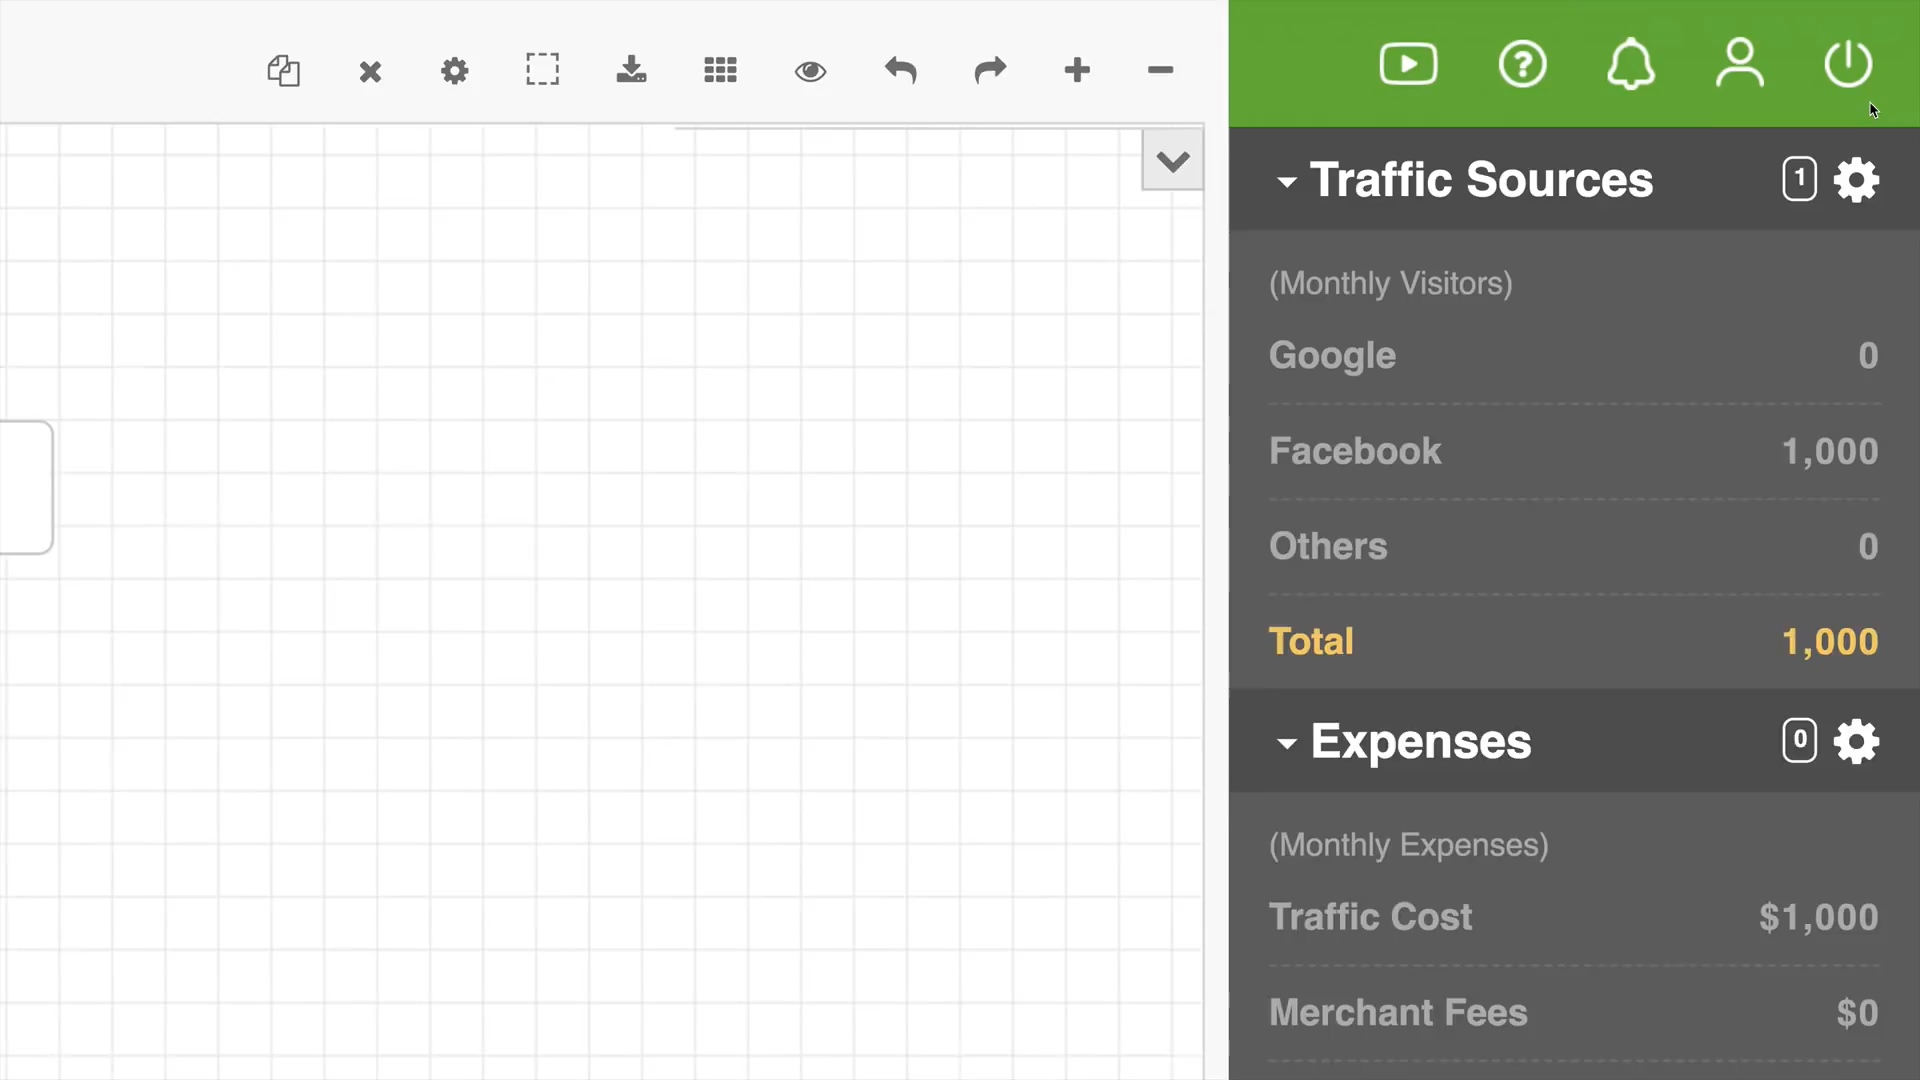 Traffic Sources 1
(Monthly Visitors)
Google 0
Facebook 1,000
Others 0
Total 1,000
Expenses 0
(Monthly Expenses)
Traffic Cost $1,000
Merchant Fees $0